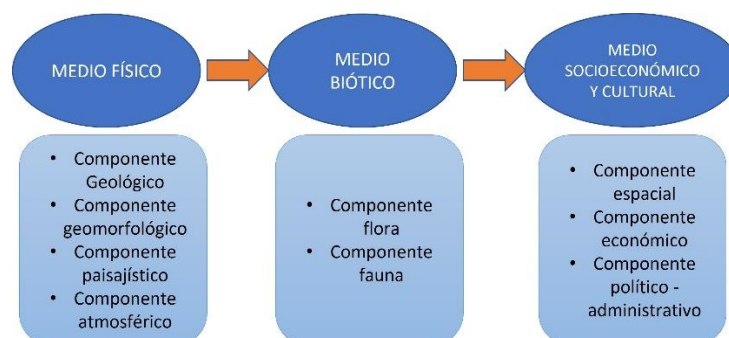 MEDIO FÍSICO
MEDIO
BIÓTICO
MEDIO
SOCIOECONÓMICO
Y CULTURAL
• Componente
Geológico
• Componente
geomorfológico
• Componente
paisajístico
• Componente
atmosférico
• Componente
flora
• Componente
fauna
• Componente
espacial
• Componente
económico
• Componente
político -
administrativo